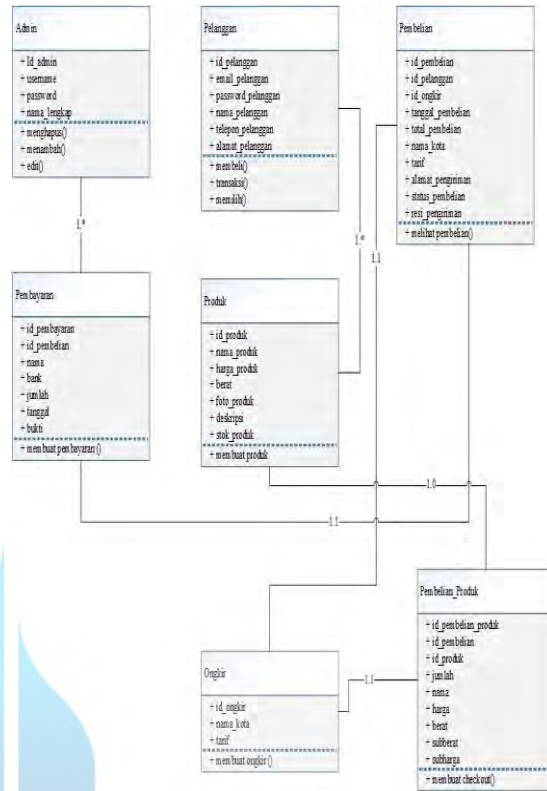 Admin
+ Id_admin
+ username
+ password
+ nama_lengkap
+ menghapus()
+ menambah()
+ edit()
Pelanggan
+ id_pelanggan
+ email_pelanggan
+ password_pelanggan
+ nama_pelanggan
+ telepon_pelanggan
+ alamat_pelanggan
+ membeli()
+ transaksi()
+ memilih()
Pembelian
+ id_pembelian
+ id_pelanggan
+ id_ongkir
+ tanggal_pembelian
+ total_pembelian
+ nama_kota
+ tarif
+ alamat_pengiriman
+ status_pembelian
+ resi_pengiriman
+ melihat pembelian()
1.*
1.*
1.1
Pembayaran
+ id_pembayaran
+ id_pembelian
+ nama
+ bank
+ jumlah
+ tanggal
+ bukti
+ membuat pembayaran ()
Produk
+ id_produk
+ nama_produk
+ harga_produk
+ berat
+ foto_produk
+ deskripsi
+ stok_produk
+ membuat produk
1.0
1.1
Pembelian_Produk
+ id_pembelian_produk
+ id_pembelian
+ id_produk
+ jumlah
+ nama
+ harga
+ berat
+ subberat
+ subharga
+ membuat checkout()
Ongkir
+ id_ongkir
+ nama_kota
+ tarif
+ membuat ongkir ()
1.1